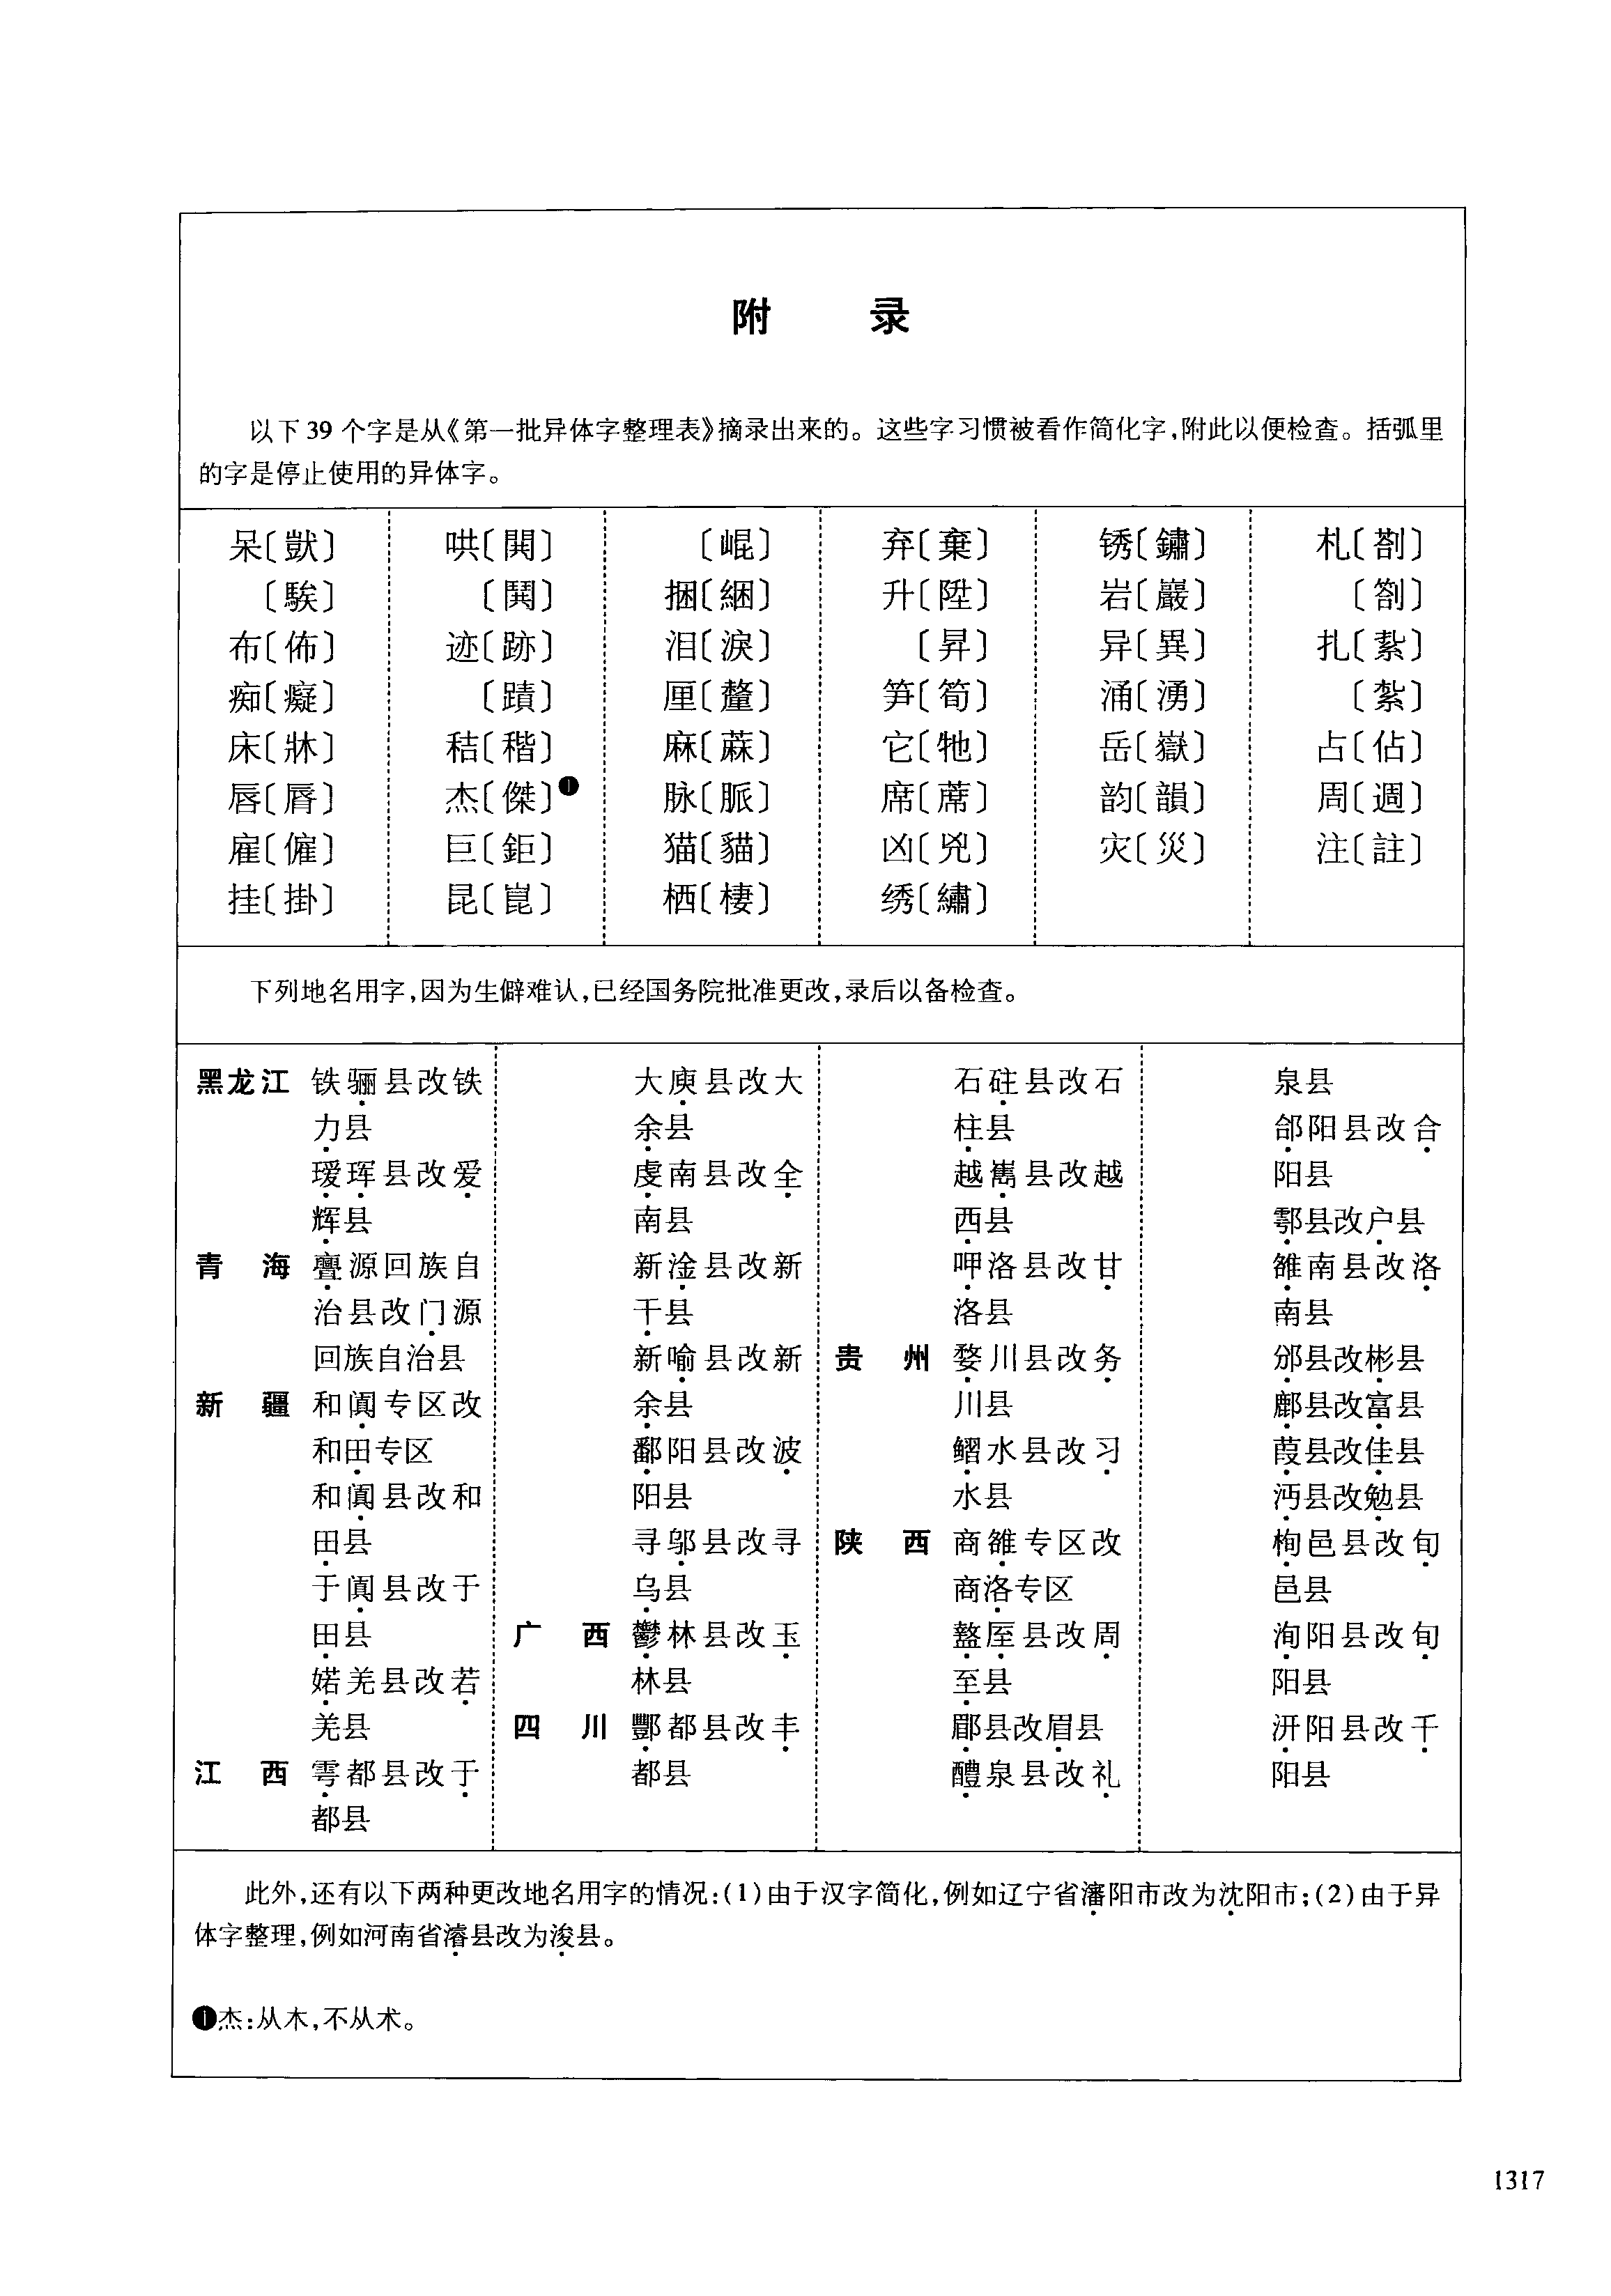 附 录
以下39个字是从《第一批异体字整理表》摘录出来的。这些字习惯被看作简化字，附此以便检查。括弧里
的字是停止使用的异体字。
呆〔獃〕
〔騃〕
布〔佈〕
痴〔癡〕
床〔牀〕
唇〔脣〕
雇〔僱〕
挂〔掛〕
哄〔閧〕
〔鬨〕
迹〔跡〕
〔蹟〕
秸〔稭〕
杰〔傑〕❶
巨〔鉅〕
昆〔崑〕
〔崐〕
捆〔綑〕
泪〔淚〕
厘〔釐〕
麻〔蔴〕
脉〔脈〕
猫〔貓〕
栖〔棲〕
弃〔棄〕
升〔陞〕
〔昇〕
笋〔筍〕
它〔牠〕
席〔蓆〕
凶〔兇〕
绣〔繡〕
锈〔鏽〕
岩〔巖〕
异〔異〕
涌〔湧〕
岳〔嶽〕
韵〔韻〕
灾〔災〕
札〔剳〕
〔劄〕
扎〔紥〕
〔紮〕
占〔佔〕
周〔週〕
注〔註〕
下列地名用字，因为生僻难认，已经国务院批准更改，录后以备检查。
黑龙江 铁骊县改铁
力县
瑷珲县改爱
辉县
青 海 亹源回族自
治县改门源
回族自治县
新 疆 和阗专区改
和田专区
和阗县改和
田县
于阗县改于
田县
婼羌县改若
羌县
江 西 雩都县改于
都县
大庾县改大
余县
虔南县改全
南县
新淦县改新
干县
新喻县改新
余县
鄱阳县改波
阳县
寻邬县改寻
乌县
广 西 鬱林县改玉
林县
四 川 酆都县改丰
都县
石砫县改石
柱县
越嶲县改越
西县
呷洛县改甘
洛县
贵 州 婺川县改务
川县
鳛水县改习
水县
陕 西 商雒专区改
商洛专区
盩厔县改周
至县
郿县改眉县
醴泉县改礼
泉县
郃阳县改合
阳县
鄠县改户县
雒南县改洛
南县
邠县改彬县
鄜县改富县
葭县改佳县
沔县改勉县
栒邑县改旬
邑县
洵阳县改旬
阳县
汧阳县改千
阳县
此外，还有以下两种更改地名用字的情况：(1)由于汉字简化，例如辽宁省瀋阳市改为沈阳市；(2)由于异
体字整理，例如河南省濬县改为浚县。
❶杰：从木，不从术。
1317